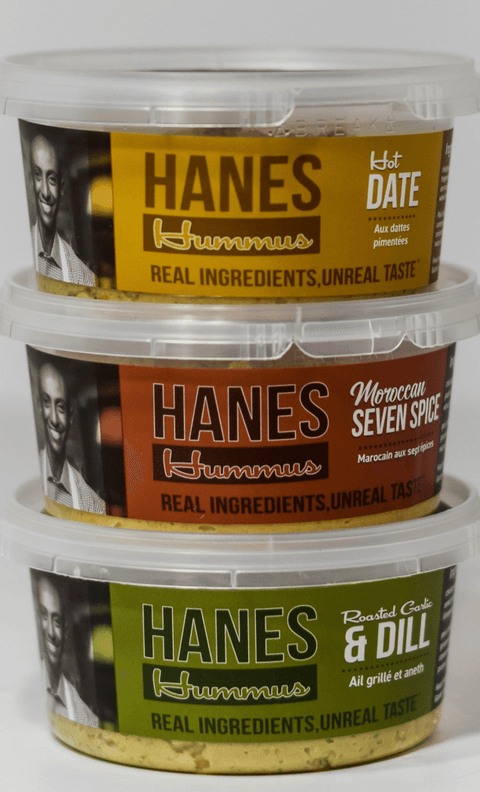 HANES
Hummus
REAL INGREDIENTS,UNREAL TASTE
Hot
DATE
Aux dattes
pimentées
HANES
Hummus
REAL INGREDIENTS,UNREAL TASTE
Moroccan
SEVEN SPICE
Marocain aux sept épices
HANES
Hummus
REAL INGREDIENTS,UNREAL TASTE
Roasted Garlic
& DILL
Ail grillé et aneth